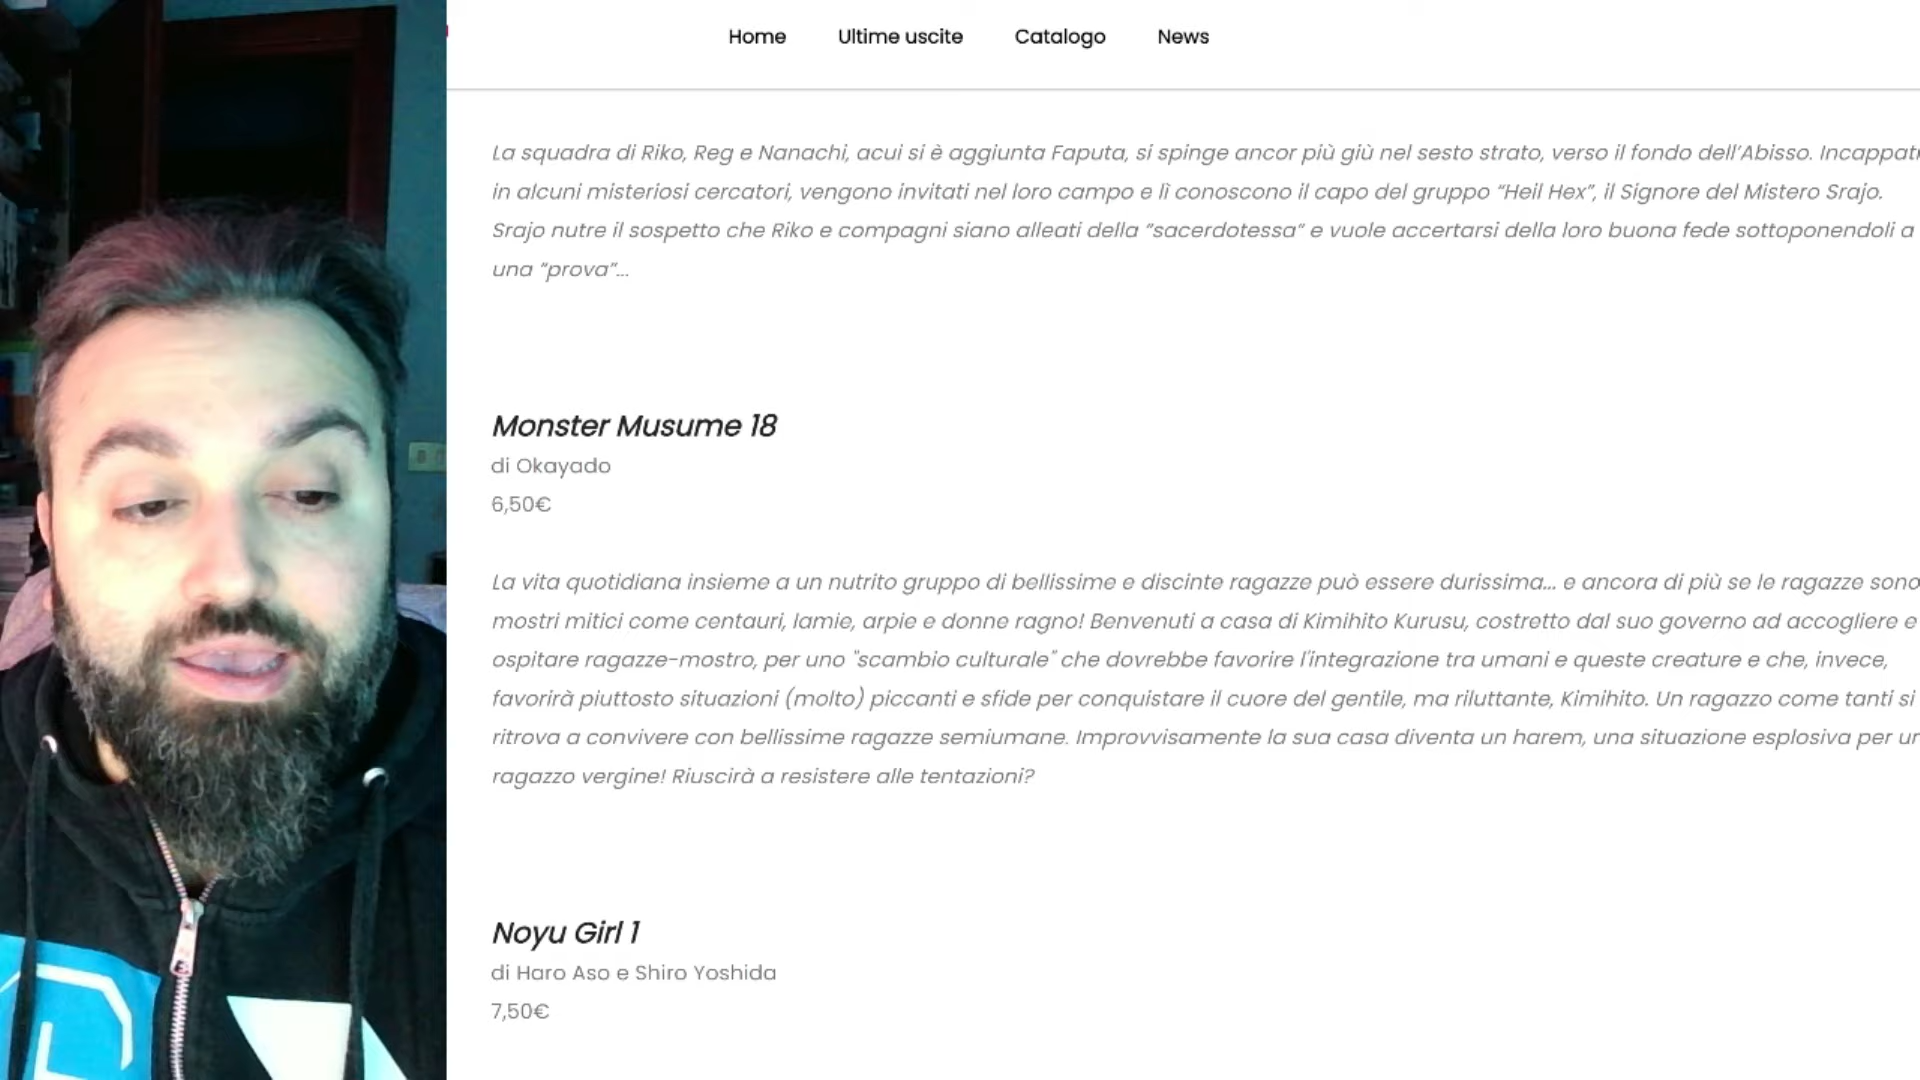 Home Ultime uscite Catalogo News
La squadra di Riko, Reg e Nanachi, acui si è aggiunta Faputa, si spinge ancor più giù nel sesto strato, verso il fondo dell'Abisso.
in alcuni misteriosi cercatori, vengono invitati nel loro campo e lì conoscono il capo del gruppo “Heil Hex”, il Signore del Mistero Srajo.
Srajo nutre il sospetto che Riko e compagni siano alleati della “sacerdotessa” e vuole accertarsi della loro buona fede sottoponendoli a
una “prova”...
Monster Musume 18
di Okayado
6,50€
La vita quotidiana insieme a un nutrito gruppo di bellissime e discinte ragazze può essere durissima... e ancora di più se le ragazze sono
mostri mitici come centauri, lamie, arpie e donne ragno! Benvenuti a casa di Kimihito Kurusu, costretto dal suo governo ad accogliere e
ospitare ragazze-mostro, per uno "scambio culturale" che dovrebbe favorire l'integrazione tra umani e queste creature e che, invece,
favorirà piuttosto situazioni (molto) piccanti e sfide per conquistare il cuore del gentile, ma riluttante, Kimihito. Un ragazzo come tanti si
ritrova a convivere con bellissime ragazze semiumane. Improvvisamente la sua casa diventa un harem, una situazione esplosiva per
ragazzo vergine! Riuscirà a resistere alle tentazioni?
Noyu Girl 1
di Haro Aso e Shiro Yoshida
7,50€